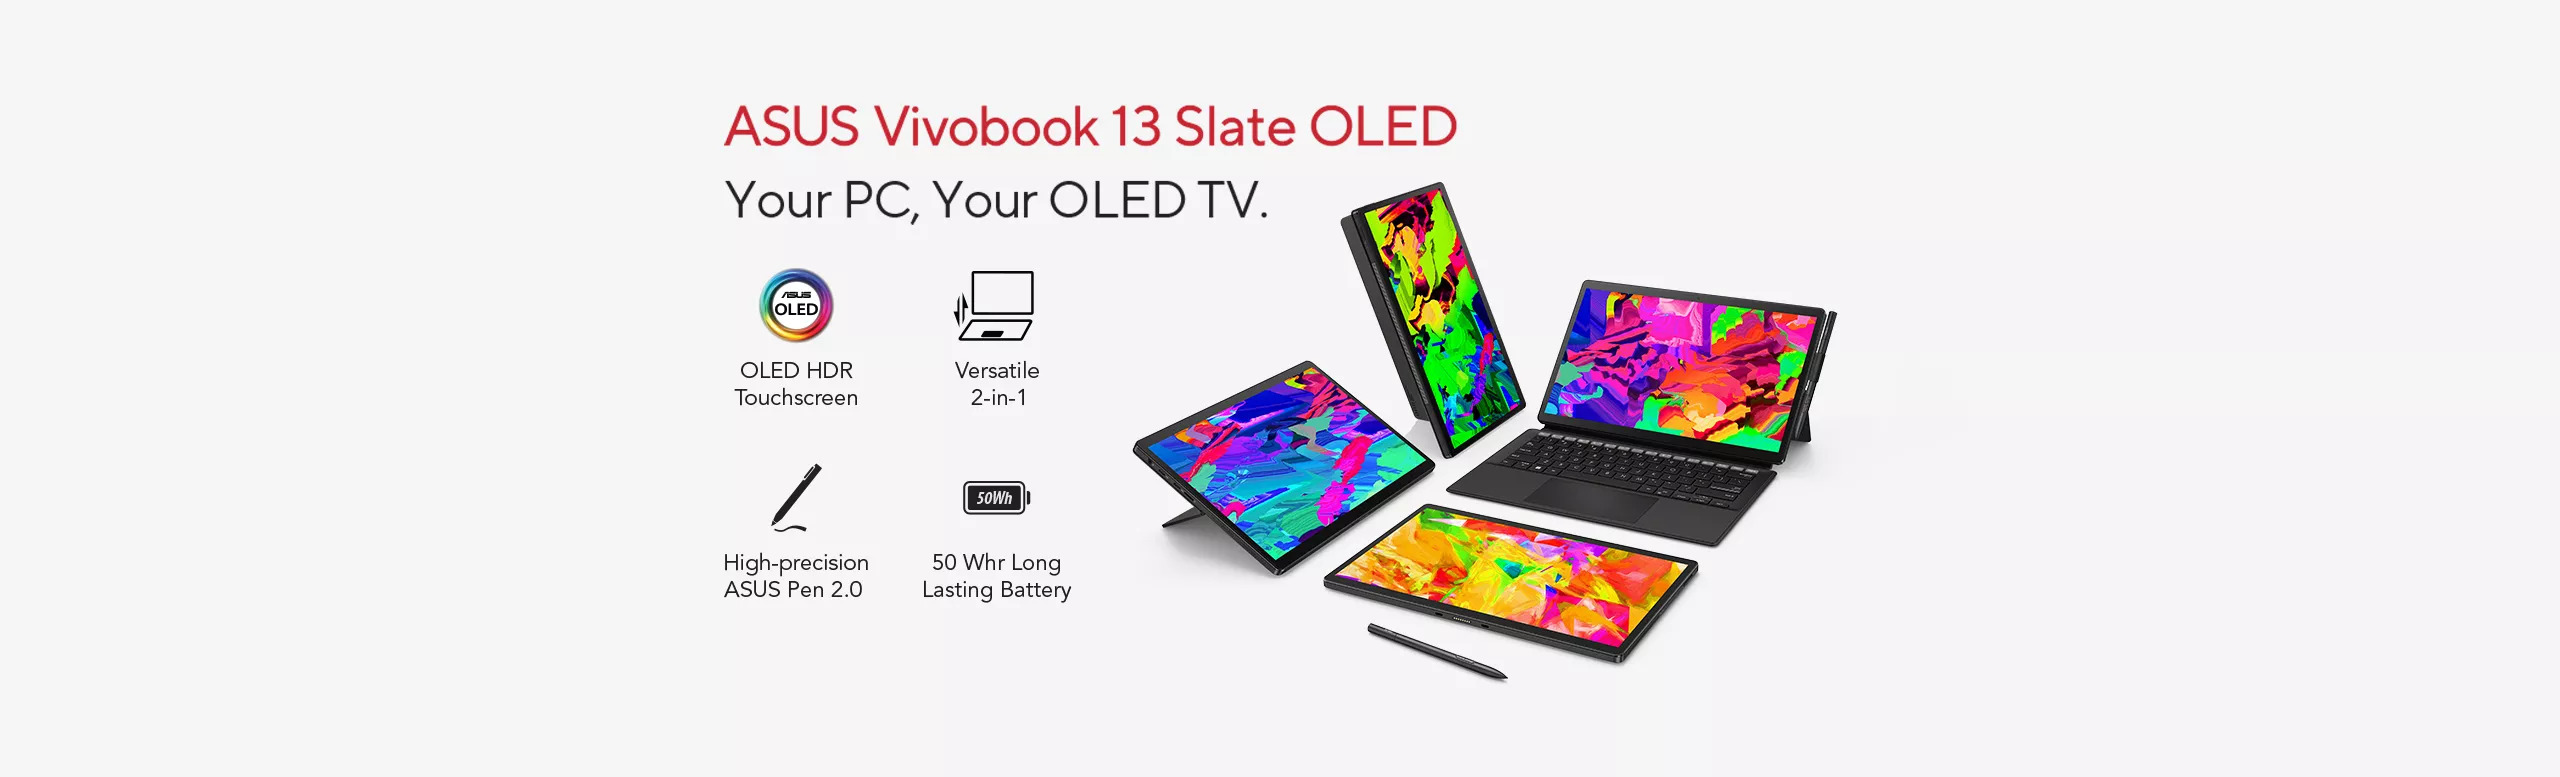 ASUS Vivobook 13 Slate OLED
Your PC, Your OLED TV.
ASUS
OLED
OLED HDR
Touchscreen
Versatile
2-in-1
High-precision
ASUS Pen 2.0
50Wh
50 Whr Long
Lasting Battery